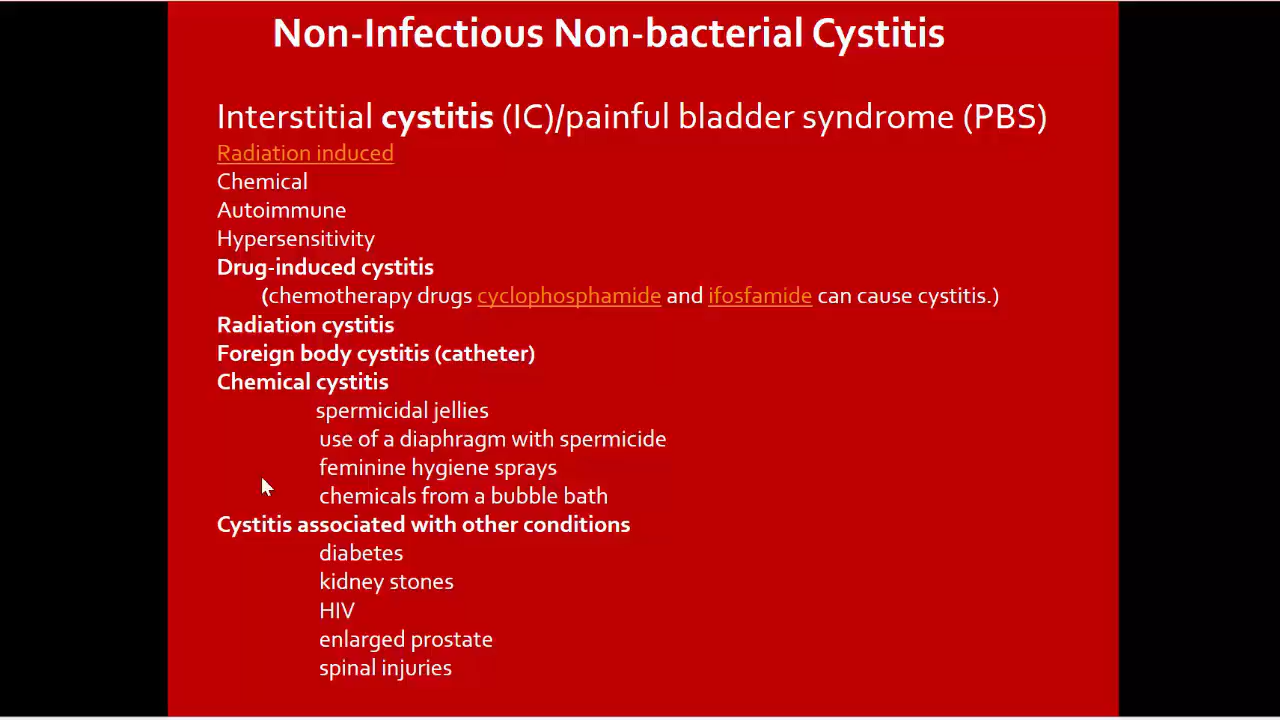 Non-Infectious Non-bacterial Cystitis
Interstitial cystitis (IC)/painful bladder syndrome (PBS)
Radiation induced
Chemical
Autoimmune
Hypersensitivity
Drug-induced cystitis
(chemotherapy drugs cyclophosphamide and ifosfamide can cause cystitis.)
Radiation cystitis
Foreign body cystitis (catheter)
Chemical cystitis
spermicidal jellies
use of a diaphragm with spermicide
feminine hygiene sprays
chemicals from a bubble bath
Cystitis associated with other conditions
diabetes
kidney stones
HIV
enlarged prostate
spinal injuries